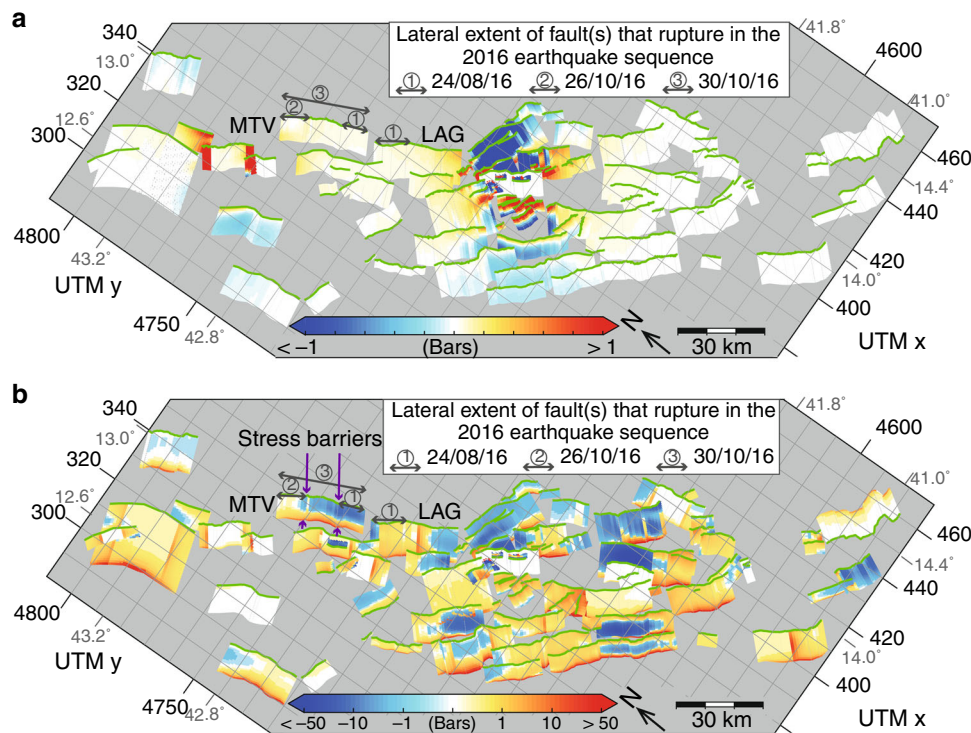 a
Lateral extent of fault(s) that rupture in the
2016 earthquake sequence
① 24/08/16 ② 26/10/16 ③ 30/10/16
340
13.0°
320
12.6°
300
③
②
①
①
MTV
LAG
41.8°
4600
41.0°
460
14.4°
440
420
14.0°
400
UTM x
4800
43.2°
UTM y
4750
42.8°
< –1 (Bars) > 1
N
30 km
b
Lateral extent of fault(s) that rupture in the
2016 earthquake sequence
① 24/08/16 ② 26/10/16 ③ 30/10/16
Stress barriers
340
13.0°
320
12.6°
300
③
②
①
①
MTV
LAG
41.8°
4600
41.0°
460
14.4°
440
420
14.0°
400
UTM x
4800
43.2°
UTM y
4750
42.8°
< –50 –10 –1 (Bars) 1 10 > 50
N
30 km